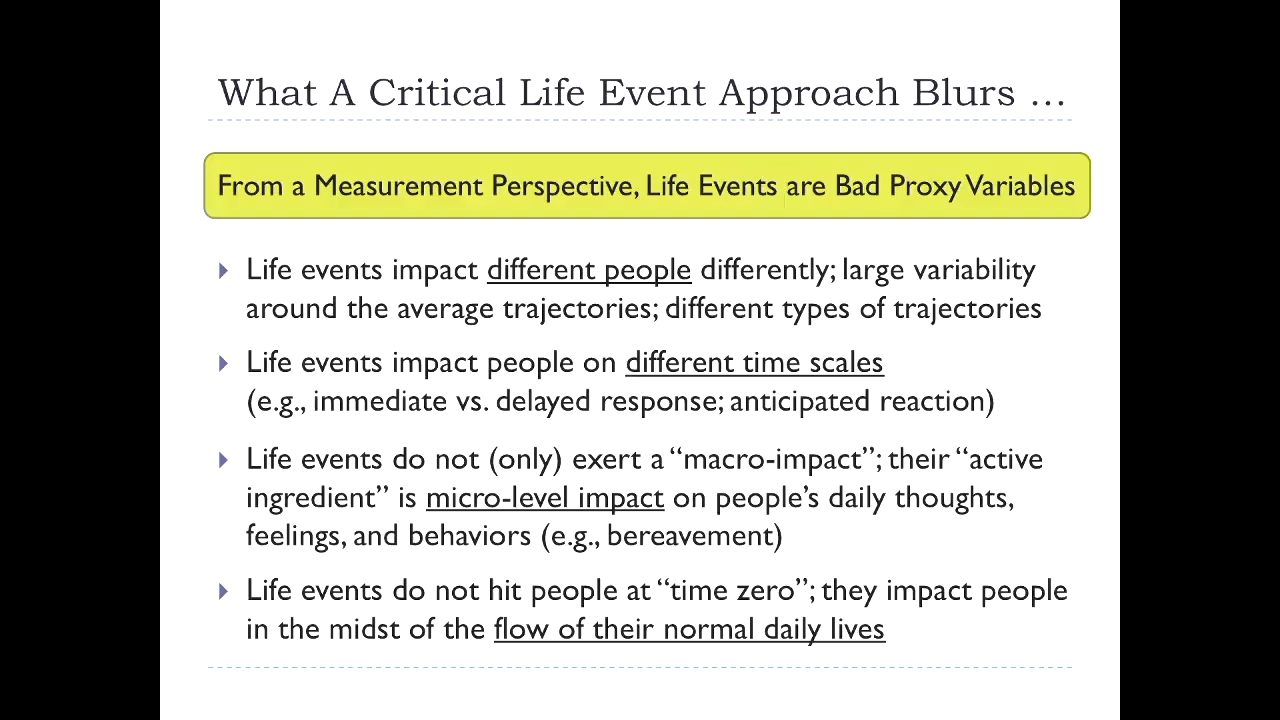 What A Critical Life Event Approach Blurs …
From a Measurement Perspective, Life Events are Bad Proxy Variables
Life events impact different people differently; large variability
around the average trajectories; different types of trajectories
Life events impact people on different time scales
(e.g., immediate vs. delayed response; anticipated reaction)
Life events do not (only) exert a “macro-impact”; their “active
ingredient” is micro-level impact on people’s daily thoughts,
feelings, and behaviors (e.g., bereavement)
Life events do not hit people at “time zero”; they impact people
in the midst of the flow of their normal daily lives